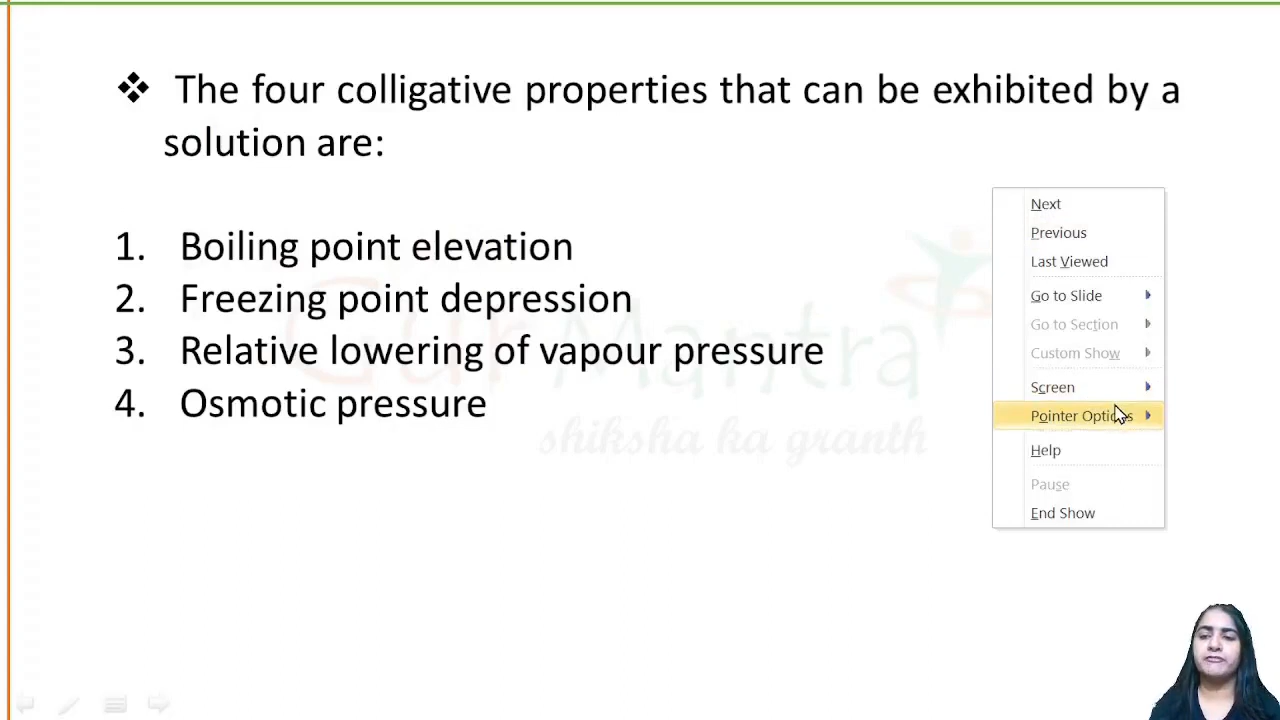 ❖ The four colligative properties that can be exhibited by a
solution are:
1. Boiling point elevation
2. Freezing point depression
3. Relative lowering of vapour pressure
4. Osmotic pressure
Gur Mantra
shiksha ka granth
Next
Previous
Last Viewed
Go to Slide
Go to Section
Custom Show
Screen
Pointer Options
Help
Pause
End Show